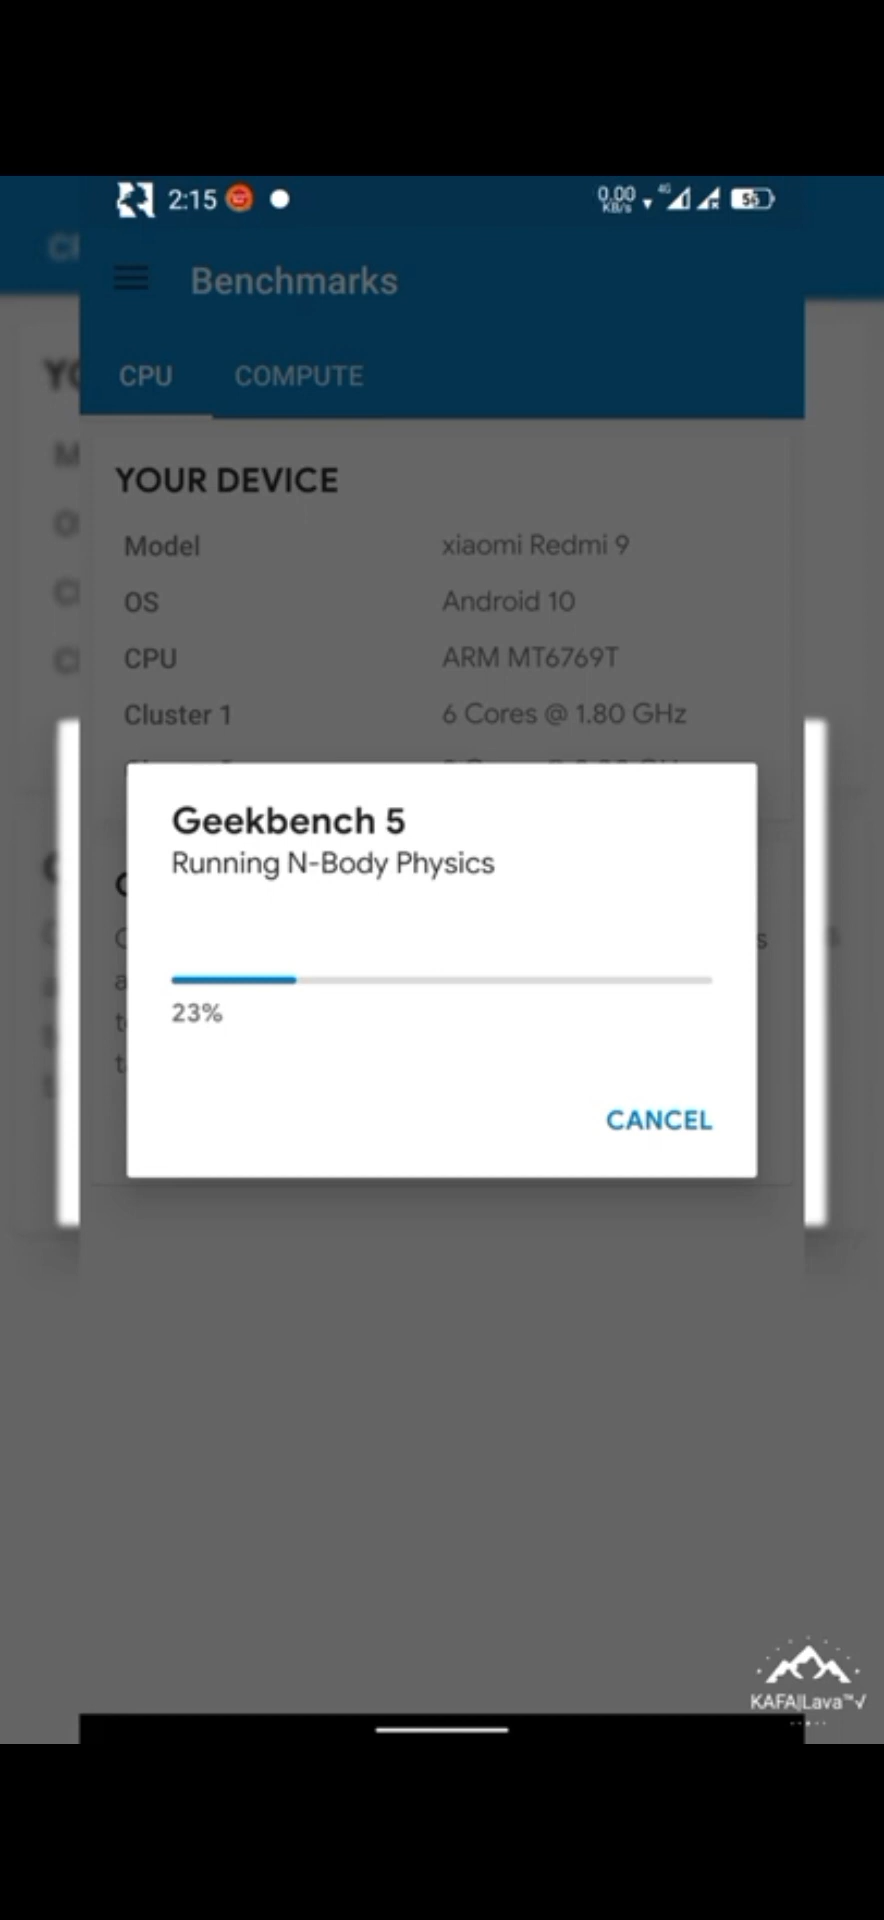 2:15
0.00
KB/s
4G
56
Benchmarks
CPU COMPUTE
YOUR DEVICE
Model xiaomi Redmi 9
OS Android 10
CPU ARM MT6769T
Cluster 1 6 Cores @ 1.80 GHz
Geekbench 5
Running N-Body Physics
23%
CANCEL
KAFA|Lava™√